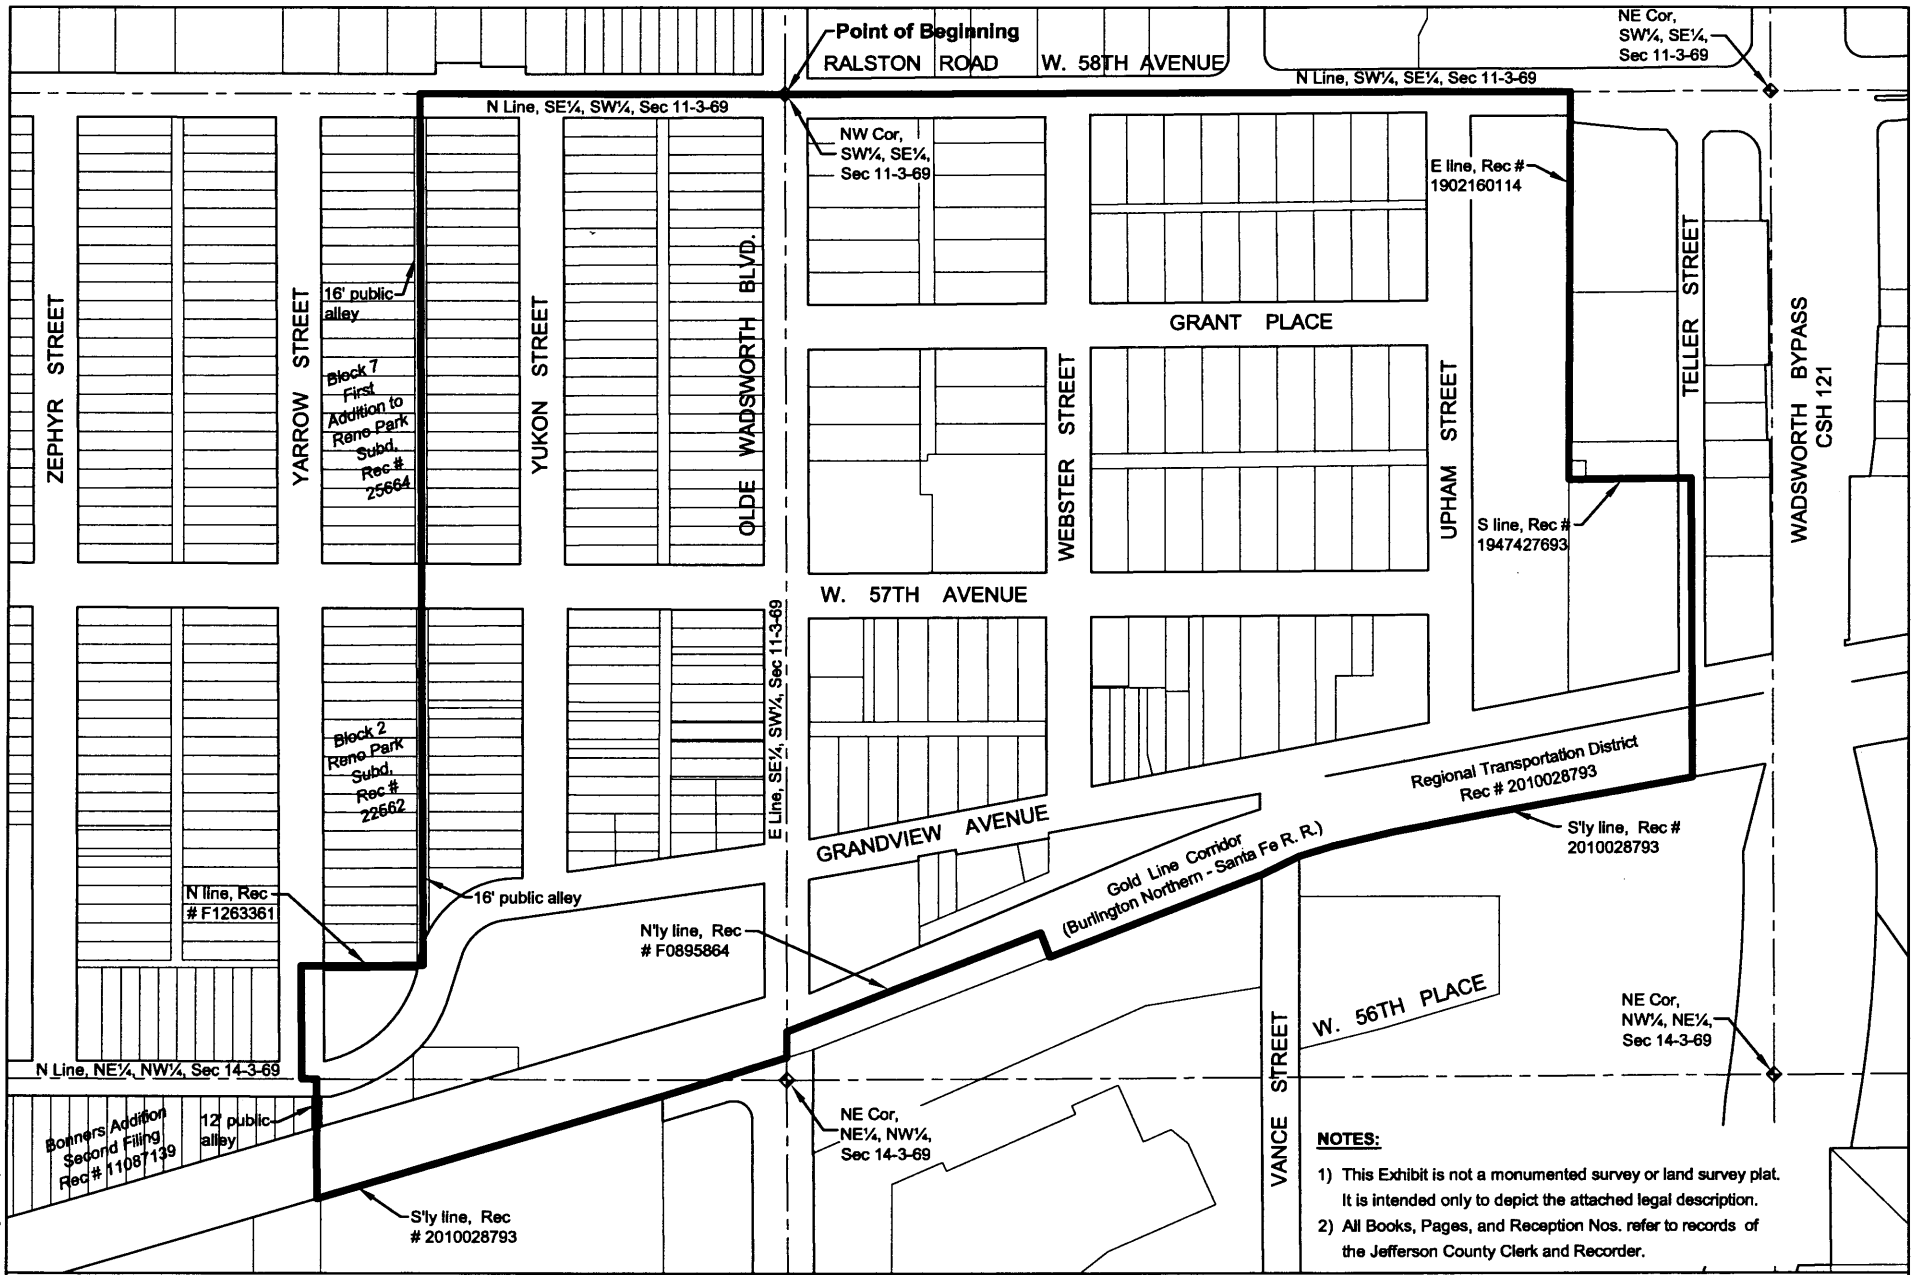 Point of Beginning
RALSTON ROAD W. 58TH AVENUE
NE Cor,
SW¼, SE¼,
Sec 11-3-69
N Line, SE¼, SW¼, Sec 11-3-69
N Line, SW¼, SE¼, Sec 11-3-69
NW Cor,
SW¼, SE¼,
Sec 11-3-69
E line, Rec #
1902160114
16' public
alley
ZEPHYR STREET
YARROW STREET
YUKON STREET
OLDE WADSWORTH BLVD.
GRANT PLACE
WEBSTER STREET
UPHAM STREET
TELLER STREET
WADSWORTH BYPASS
CSH 121
Block 7
First
Addition to
Reno Park
Subd,
Rec #
25664
S line, Rec #
1947427693
W. 57TH AVENUE
E Line, SE¼, SW¼, Sec 11-3-69
Block 2
Reno Park
Subd,
Rec #
22562
Regional Transportation District
Rec # 2010028793
GRANDVIEW AVENUE
S'ly line, Rec #
2010028793
Gold Line Corridor
(Burlington Northern - Santa Fe R. R.)
N line, Rec
# F1263361
16' public alley
N'ly line, Rec
# F0895864
W. 56TH PLACE
VANCE STREET
NE Cor,
NW¼, NE¼,
Sec 14-3-69
N Line, NE¼, NW¼, Sec 14-3-69
Bonners Addition
Second Filing
Rec # 11087139
12' public
alley
NE Cor,
NE¼, NW¼,
Sec 14-3-69
S'ly line, Rec
# 2010028793
NOTES:
1) This Exhibit is not a monumented survey or land survey plat.
It is intended only to depict the attached legal description.
2) All Books, Pages, and Reception Nos. refer to records of
the Jefferson County Clerk and Recorder.